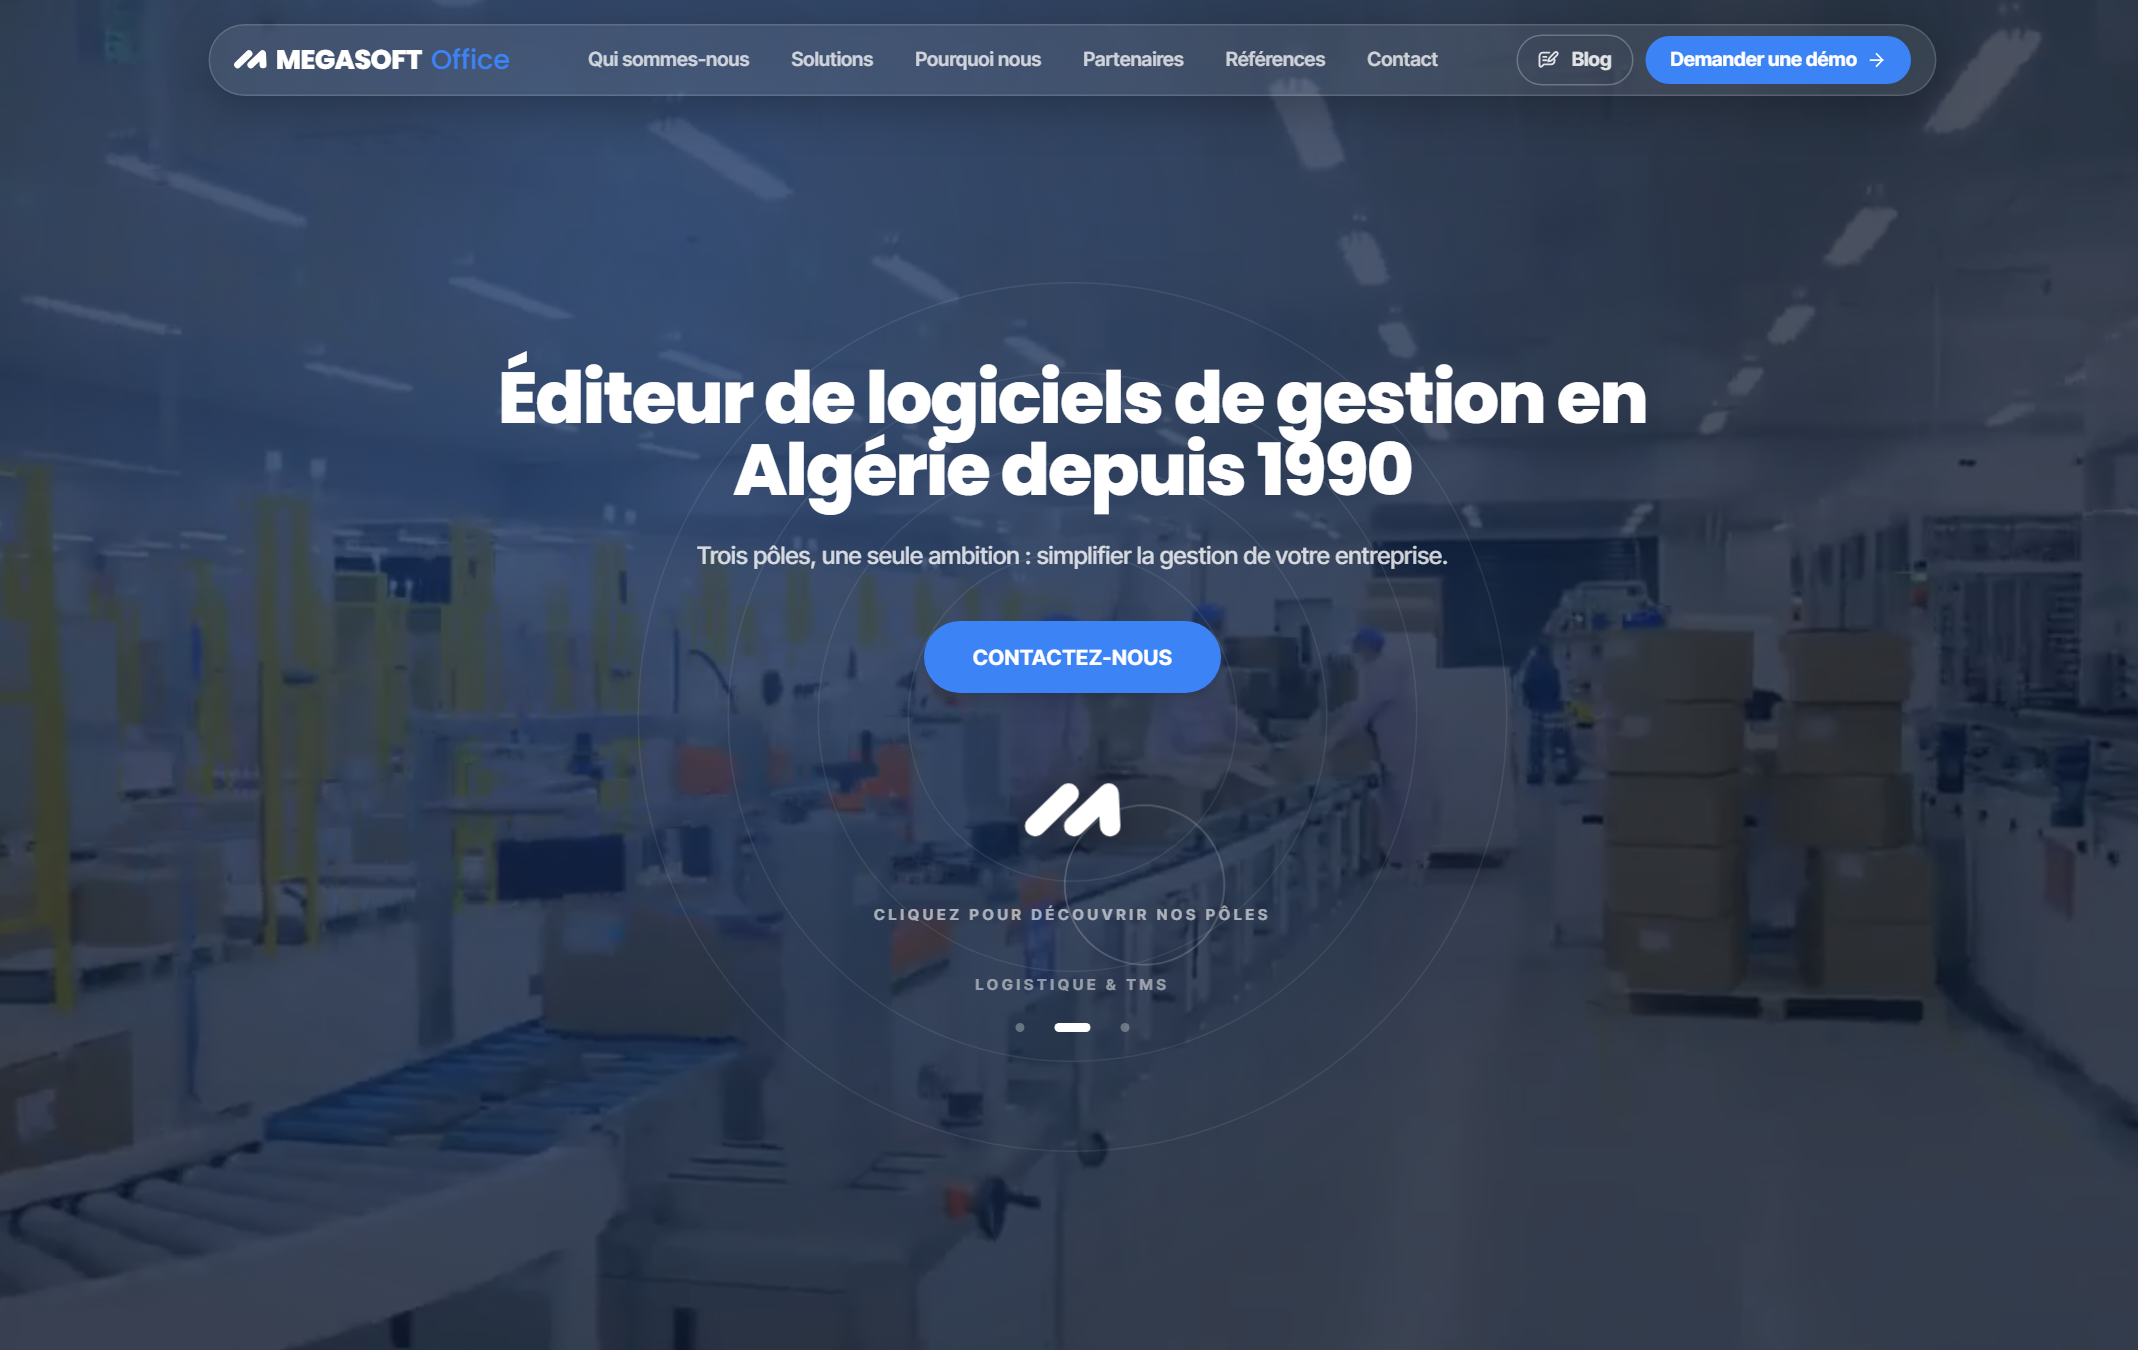 MEGASOFT Office
Qui sommes-nous
Solutions
Pourquoi nous
Partenaires
Références
Contact
Blog
Demander une démo →
Éditeur de logiciels de gestion en
Algérie depuis 1990
Trois pôles, une seule ambition : simplifier la gestion de votre entreprise.
CONTACTEZ-NOUS
CLIQUEZ POUR DÉCOUVRIR NOS PÔLES
LOGISTIQUE & TMS